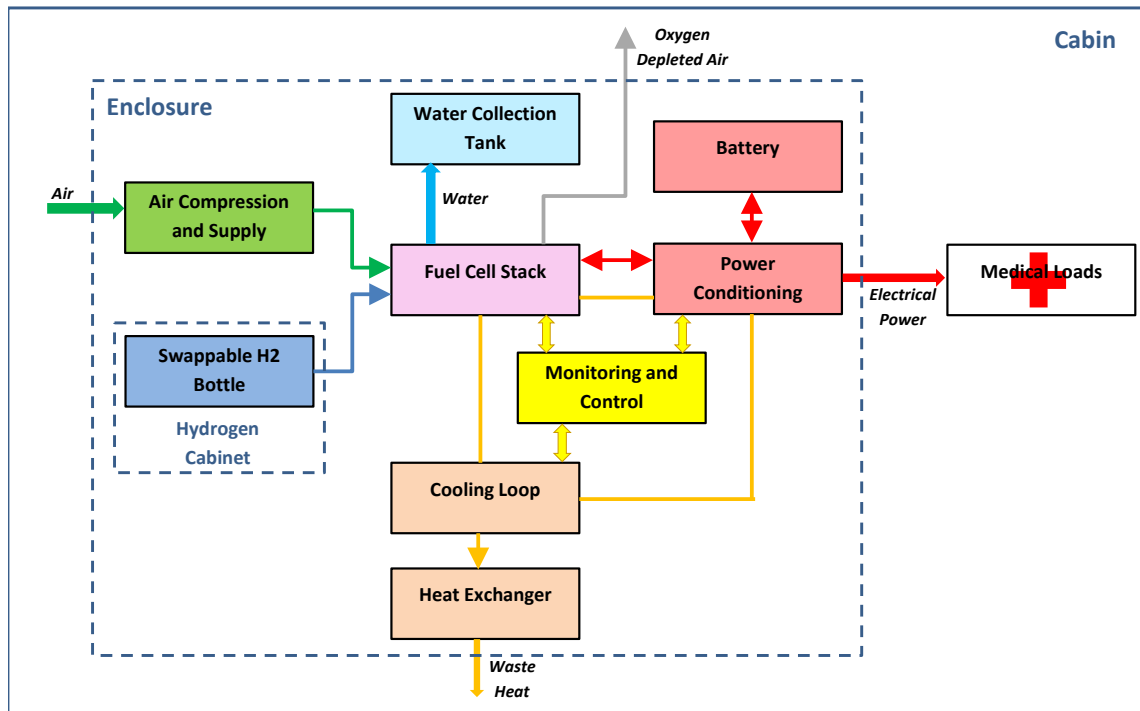 Oxygen
Depleted Air
Cabin
Enclosure
Water Collection
Tank
Battery
Air
Air Compression
and Supply
Water
Fuel Cell Stack
Power
Conditioning
Medical Loads
Electrical
Power
Swappable H2
Bottle
Monitoring and
Control
Hydrogen
Cabinet
Cooling Loop
Heat Exchanger
Waste
Heat